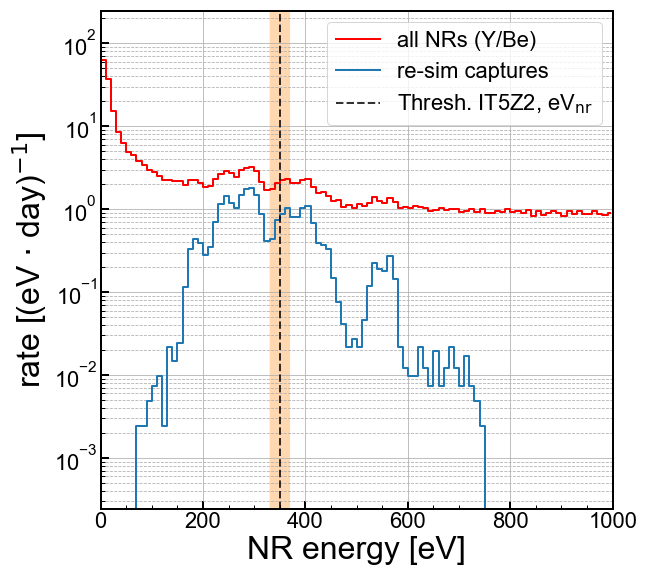 all NRs (Y/Be)
re-sim captures
Thresh. IT5Z2, eV_nr
rate [(eV · day)⁻¹]
10²
10¹
10⁰
10⁻¹
10⁻²
10⁻³
0 200 400 600 800 1000
NR energy [eV]